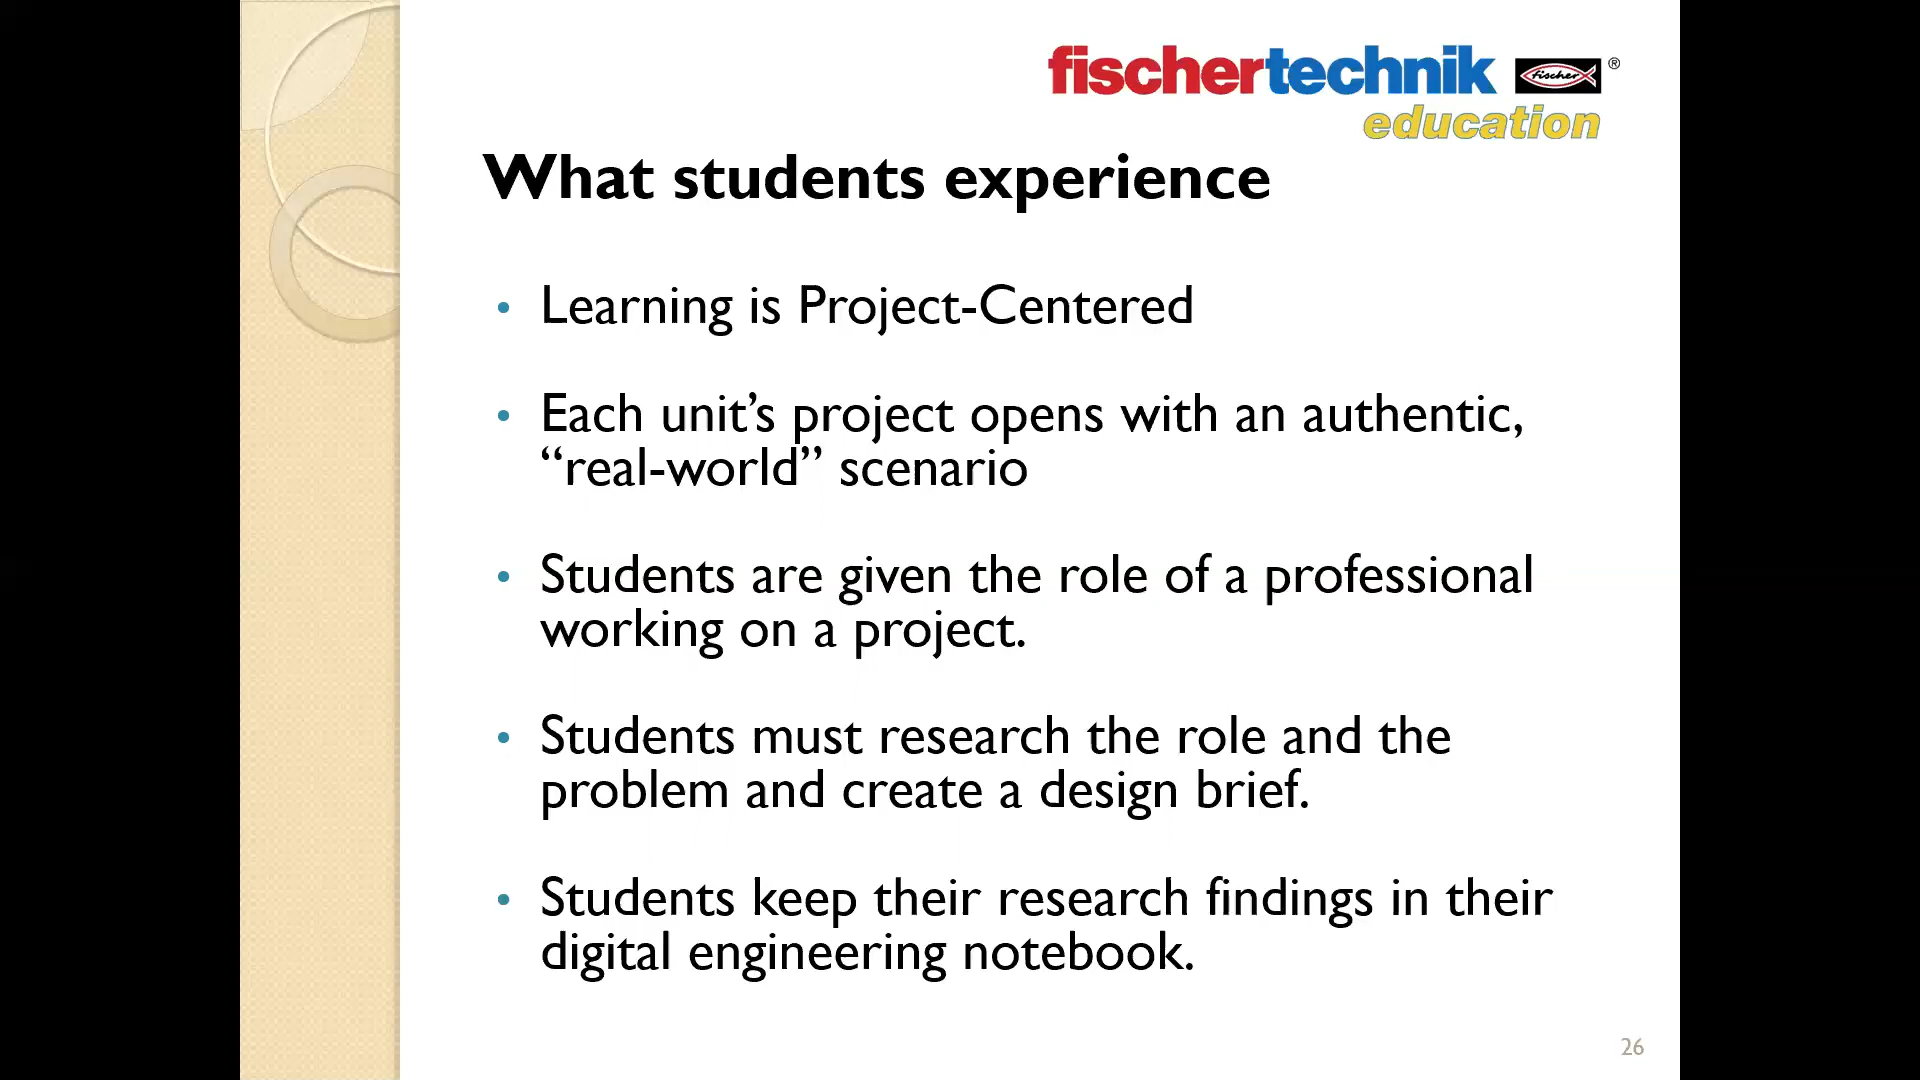 fischertechnik fischer ®
education
What students experience
• Learning is Project-Centered
• Each unit’s project opens with an authentic,
“real-world” scenario
• Students are given the role of a professional
working on a project.
• Students must research the role and the
problem and create a design brief.
• Students keep their research findings in their
digital engineering notebook.
26